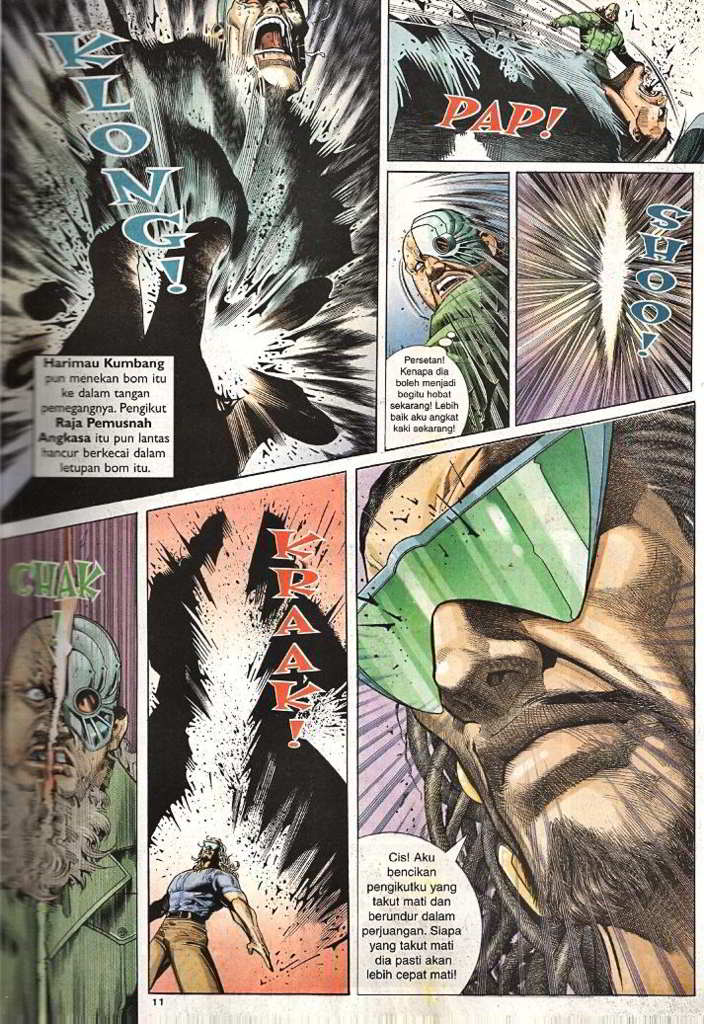 KLONG!
Harimau Kumbang
pun menekan bom itu
ke dalam tangan
pemegangnya. Pengikut
Raja Pemusnah
Angkasa itu pun lantas
hancur berkecai dalam
letupan bom itu.
PAP!
Persetan!
Kenapa dia
boleh menjadi
begitu hobat
sekarang! Lebih
baik aku angkat
kaki sekarang!
SHOO!
CHAK!
KRAAK!
Cis! Aku
bencikan
pengikutku yang
takut mati dan
berundur dalam
perjuangan. Siapa
yang takut mati
dia pasti akan
lebih cepat mati!
11